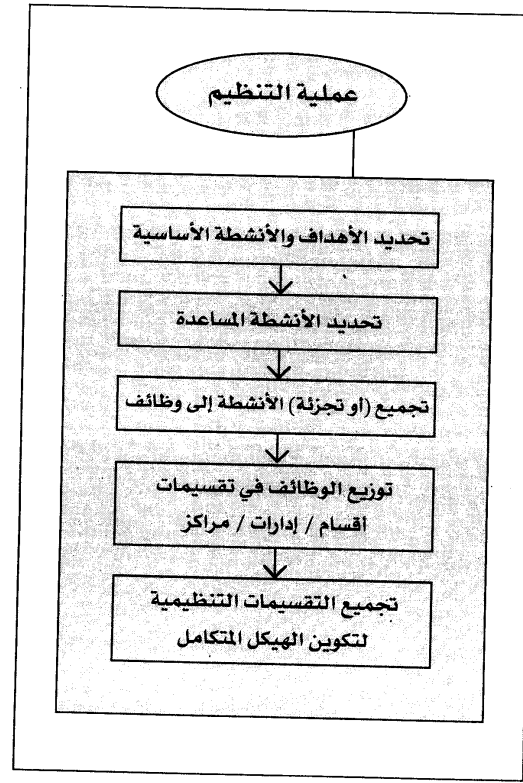 عملية التنظيم
تحديد الأهداف والأنشطة الأساسية
تحديد الأنشطة المساعدة
تجميع (أو تجزئة) الأنشطة إلى وظائف
توزيع الوظائف في تقسيمات
أقسام / إدارات / مراكز
تجميع التقسيمات التنظيمية
لتكوين الهيكل المتكامل